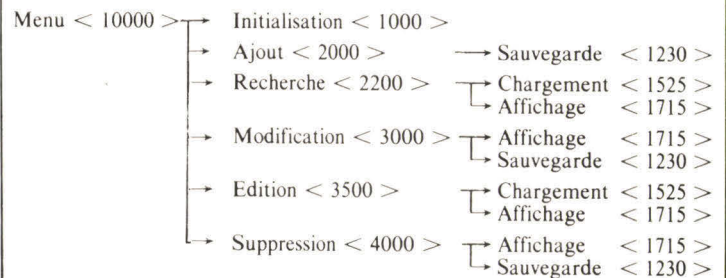 Menu < 10000 > Initialisation < 1000 >
Ajout < 2000 > Sauvegarde < 1230 >
Recherche < 2200 > Chargement < 1525 >
Affichage < 1715 >
Modification < 3000 > Affichage < 1715 >
Sauvegarde < 1230 >
Edition < 3500 > Chargement < 1525 >
Affichage < 1715 >
Suppression < 4000 > Affichage < 1715 >
Sauvegarde < 1230 >